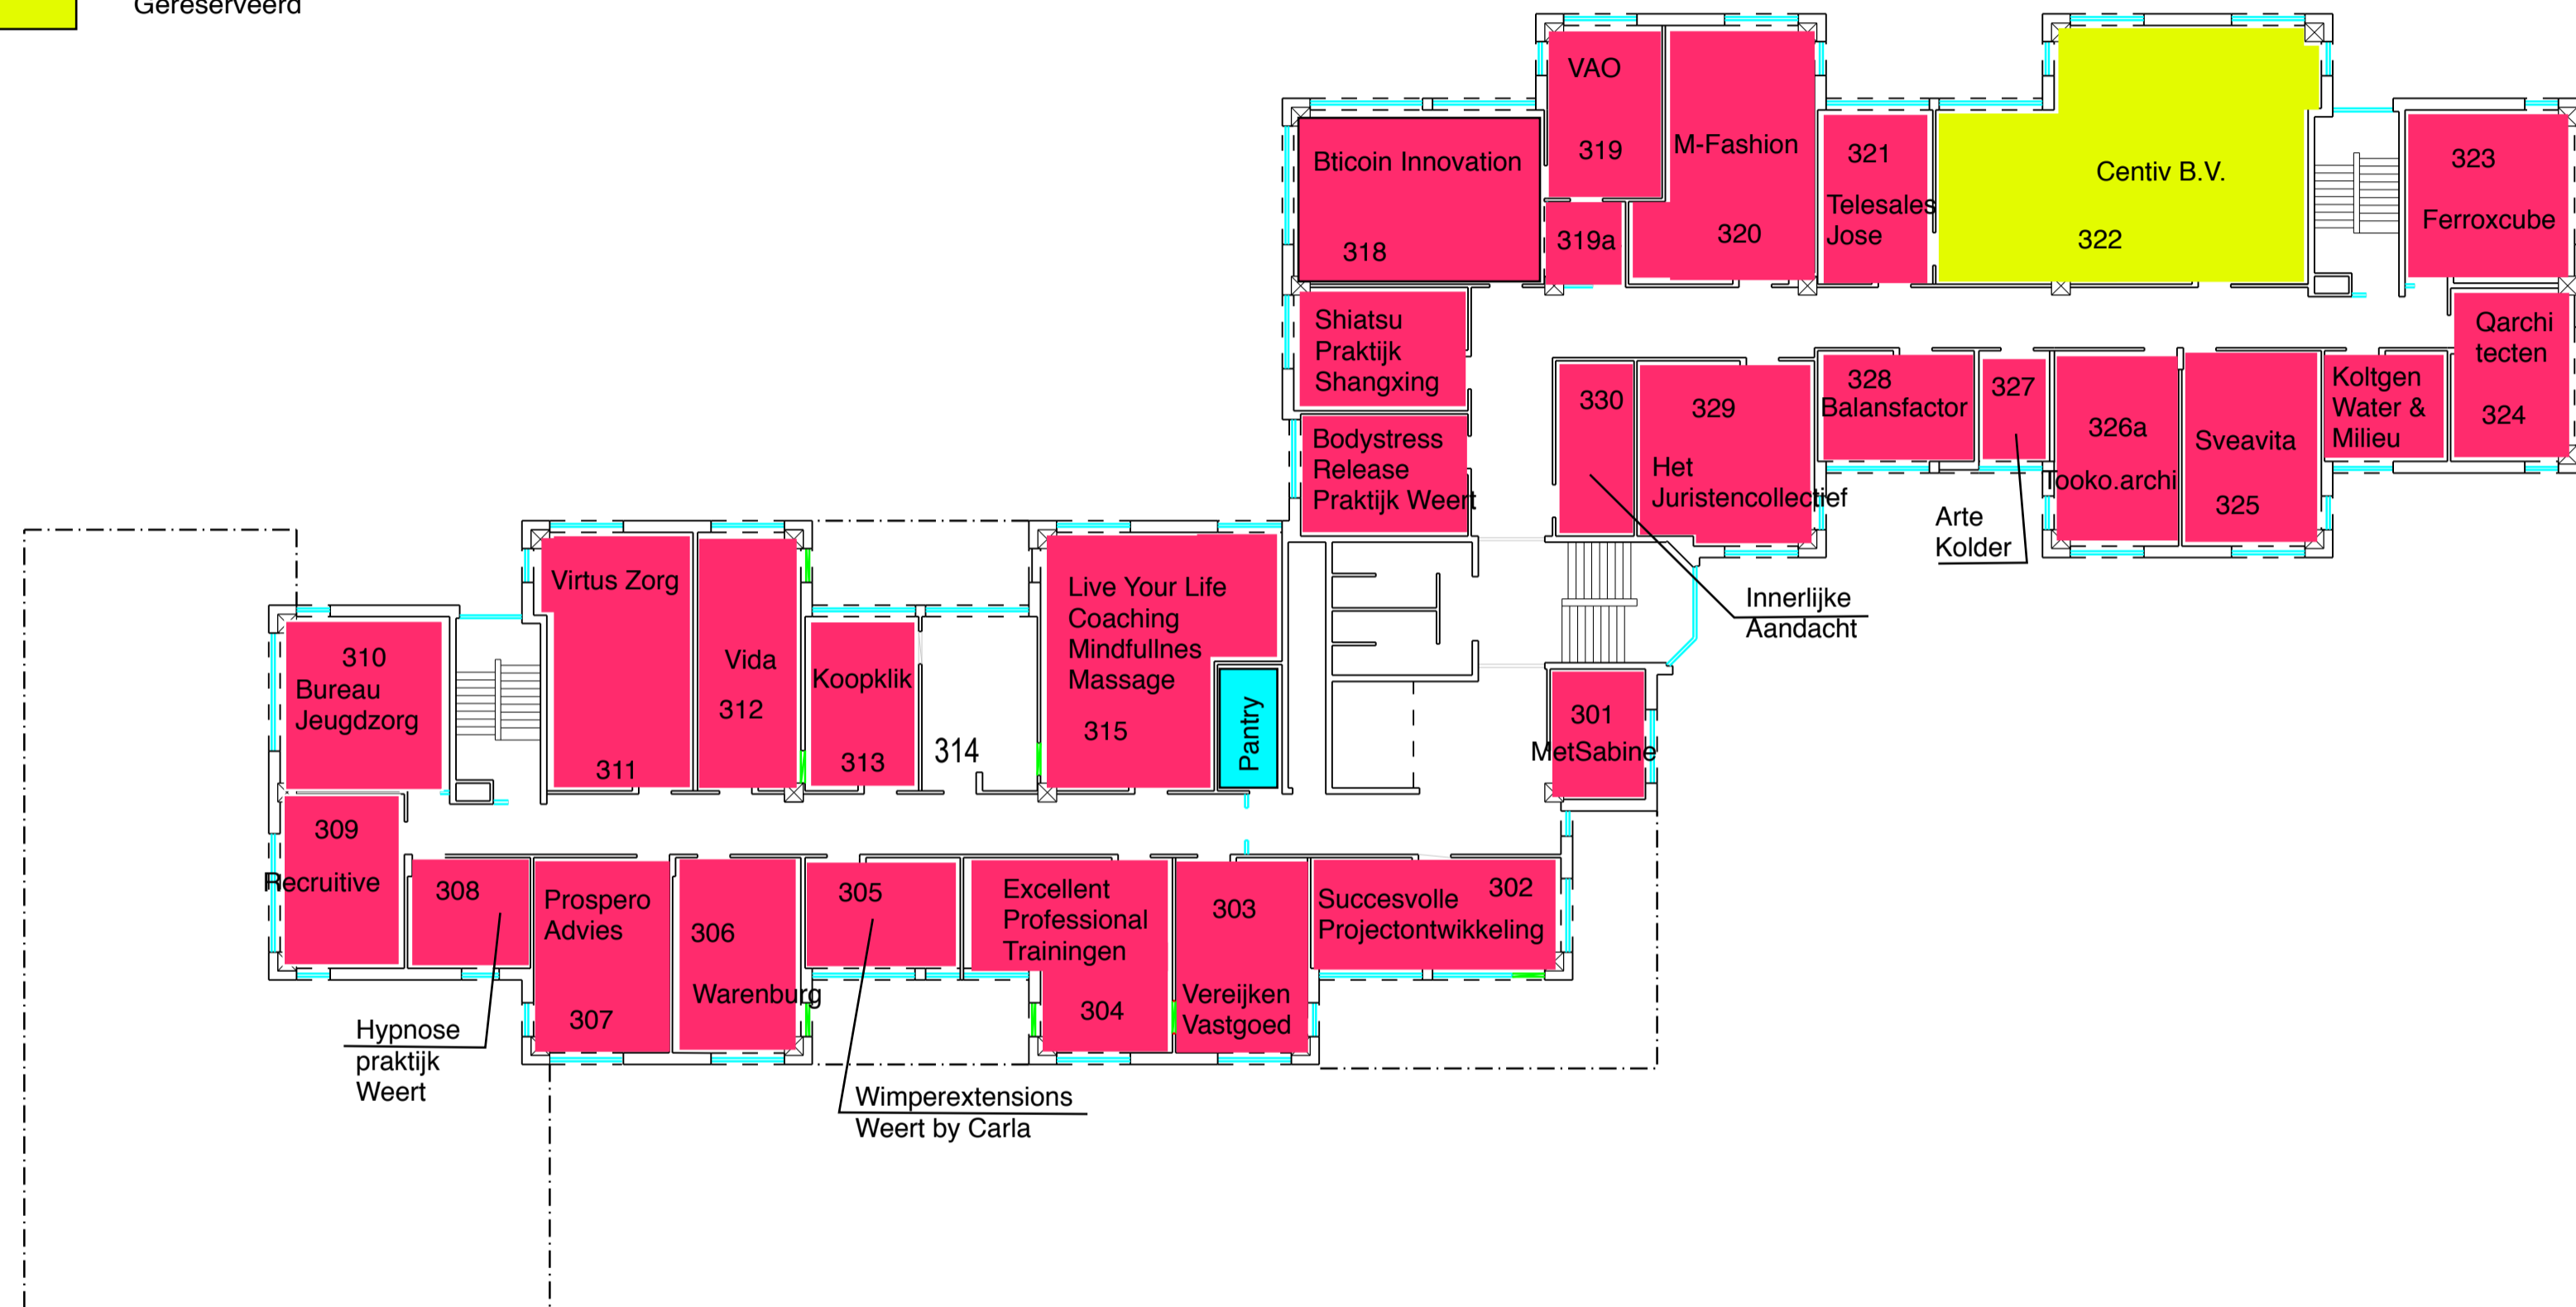 Gereserveerd
VAO
319
M-Fashion
320
Bticoin Innovation
318
319a
321
Telesales
Jose
Centiv B.V.
322
323
Ferroxcube
Shiatsu
Praktijk
Shangxing
Bodystress
Release
Praktijk Weert
330
329
Het
Juristencollectief
328
Balansfactor
327
326a
Tooko.archi
Sveavita
325
Koltgen
Water &
Milieu
Qarchi
tecten
324
Arte
Kolder
Innerlijke
Aandacht
310
Bureau
Jeugdzorg
Virtus Zorg
311
Vida
312
Koopklik
313
314
Live Your Life
Coaching
Mindfullnes
Massage
315
Pantry
301
MetSabine
309
Recruitive
308
Prospero
Advies
307
306
Warenburg
305
Excellent
Professional
Trainingen
304
303
Vereijken
Vastgoed
302
Succesvolle
Projectontwikkeling
Hypnose
praktijk
Weert
Wimperextensions
Weert by Carla